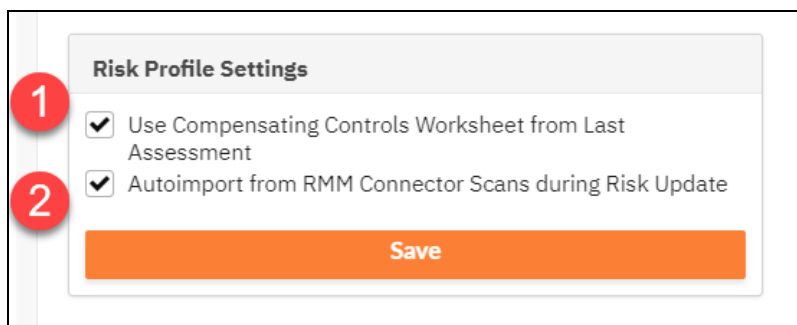 Risk Profile Settings
1
Use Compensating Controls Worksheet from Last
Assessment
2
Autoimport from RMM Connector Scans during Risk Update
Save